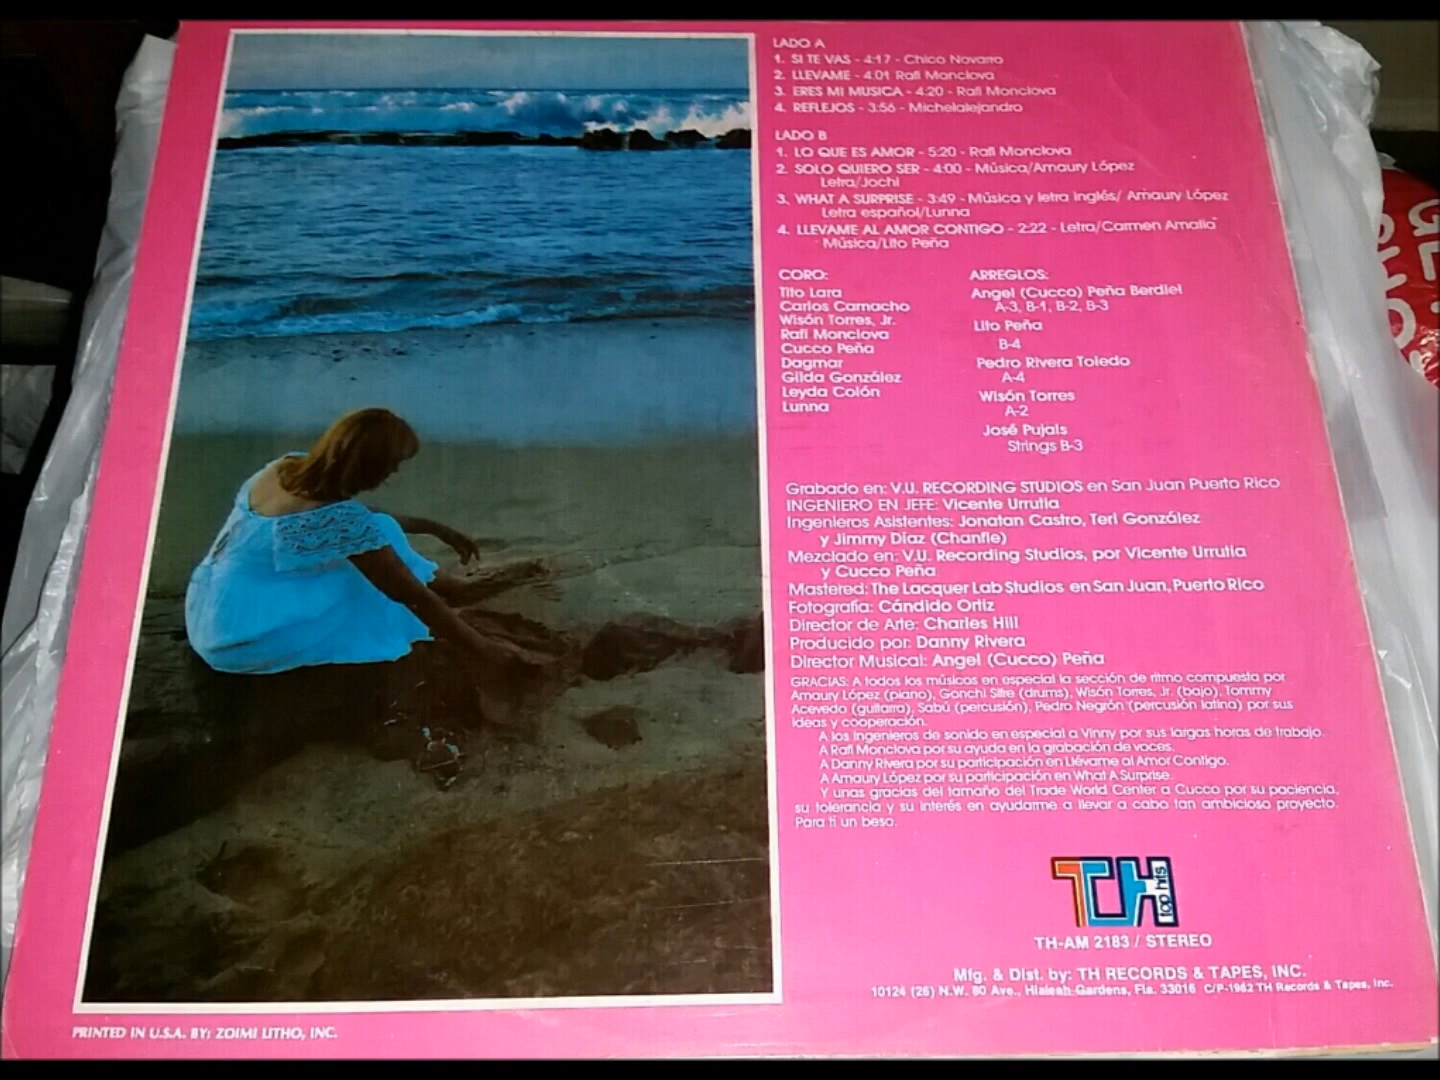 LADO A
1. SI TE VAS - 4:17 - Chico Navarro
2. LLEVAME - 4:01 Rafi Monclova
3. ERES MI MUSICA - 4:20 - Rafi Monclova
4. REFLEJOS - 3:56 - Michelalejandro
LADO B
1. LO QUE ES AMOR - 5:20 - Rafi Monclova
2. SOLO QUIERO SER - 4:00 - Música/Amaury López
Letra/Jochi
3. WHAT A SURPRISE - 3:49 - Música y letra inglés/ Amaury López
Letra español/Lunna
4. LLEVAME AL AMOR CONTIGO - 2:22 - Letra/Carmen Amalia
Música/Lito Peña
CORO:
Tito Lara
Carlos Camacho
Wisón Torres, Jr.
Rafi Monclova
Cucco Peña
Dagmar
Gilda González
Leyda Colón
Lunna
ARREGLOS:
Angel (Cucco) Peña Berdiel
A-3, B-1, B-2, B-3
Lito Peña
B-4
Pedro Rivera Toledo
A-4
Wisón Torres
A-2
José Pujals
Strings B-3
Grabado en: V.U. RECORDING STUDIOS en San Juan Puerto Rico
INGENIERO EN JEFE: Vicente Urrutia
Ingenieros Asistentes: Jonatan Castro, Teri González
y Jimmy Díaz (Chanfle)
Mezclado en: V.U. Recording Studios, por Vicente Urrutia
y Cucco Peña
Mastered: The Lacquer Lab Studios en San Juan, Puerto Rico
Fotografía: Cándido Ortiz
Director de Arte: Charles Hill
Producido por: Danny Rivera
Director Musical: Angel (Cucco) Peña
GRACIAS: A todos los músicos en especial la sección de ritmo compuesta por
Amaury López (piano), Gonchi Sifre (drums), Wisón Torres, Jr. (bajo), Tommy
Acevedo (guitarra), Sabú (percusión), Pedro Negrón (percusión latina) por sus
ideas y cooperación.
A los ingenieros de sonido en especial a Vinny por sus largas horas de trabajo.
A Rafi Monclova por su ayuda en la grabación de voces.
A Danny Rivera por su participación en Llévame al Amor Contigo.
A Amaury López por su participación en What A Surprise.
Y unas gracias del tamaño del Trade World Center a Cucco por su paciencia,
su tolerancia y su interés en ayudarme a llevar a cabo tan ambicioso proyecto.
Para ti un beso.
TH
top hits
TH-AM 2183 / STEREO
Mfg. & Dist. by: TH RECORDS & TAPES, INC.
10124 (26) N.W. 80 Ave., Hialeah Gardens, Fla. 33016 C/P-1982 TH Records & Tapes, Inc.
PRINTED IN U.S.A. BY: ZOIMI LITHO, INC.